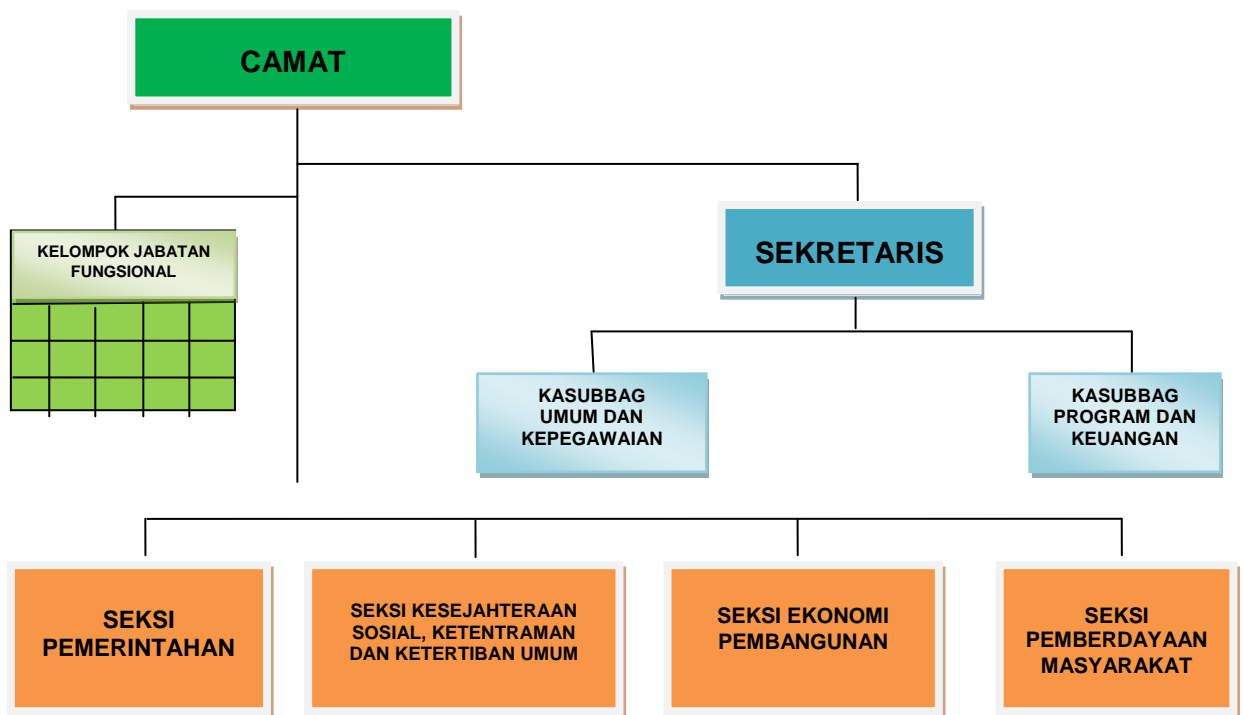 CAMAT
KELOMPOK JABATAN
FUNGSIONAL
SEKRETARIS
KASUBBAG
UMUM DAN
KEPEGAWAIAN
KASUBBAG
PROGRAM DAN
KEUANGAN
SEKSI
PEMERINTAHAN
SEKSI KESEJAHTERAAN
SOSIAL, KETENTRAMAN
DAN KETERTIBAN UMUM
SEKSI EKONOMI
PEMBANGUNAN
SEKSI
PEMBERDAYAAN
MASYARAKAT